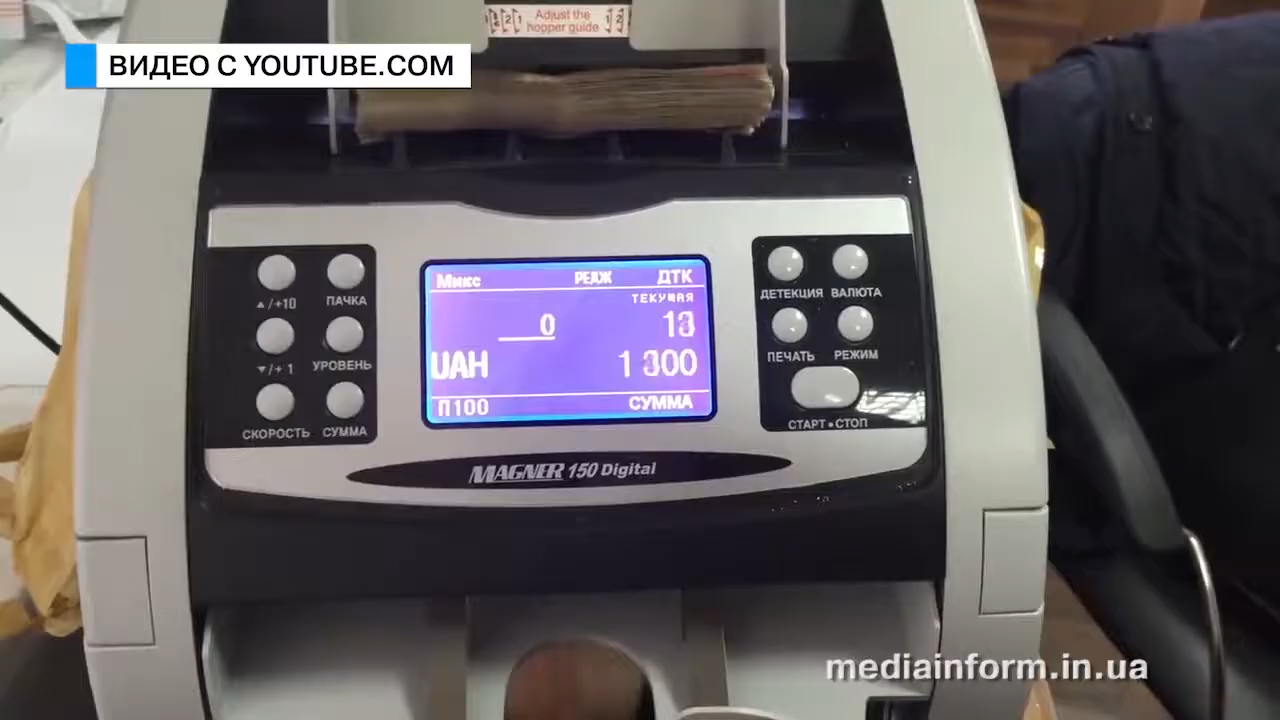 Adjust the
hopper guide
ВИДЕО С YOUTUBE.COM
Микс РЕДЖ ДТК
ТЕКУЩАЯ
0 13
UAH 1 300
П100 СУММА
▲/+10 ПАЧКА
▼/+ 1 УРОВЕНЬ
СКОРОСТЬ СУММА
ДЕТЕКЦИЯ ВАЛЮТА
ПЕЧАТЬ РЕЖИМ
СТАРТ•СТОП
MAGNER 150 Digital
mediainform.in.ua